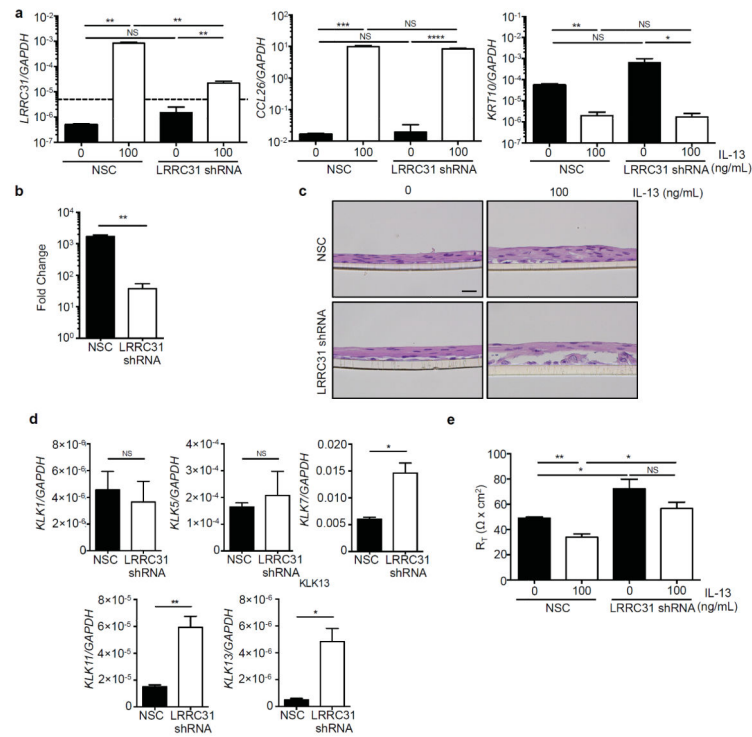 a
LRRC31/GAPDH
10⁻²
10⁻³
10⁻⁴
10⁻⁵
10⁻⁶
10⁻⁷
**
**
NS
**
0 100 0 100
NSC LRRC31 shRNA
CCL26/GAPDH
10²
10¹
10⁰
10⁻¹
10⁻²
***
NS
NS
****
0 100 0 100
NSC LRRC31 shRNA
KRT10/GAPDH
10⁻¹
10⁻²
10⁻³
10⁻⁴
10⁻⁵
10⁻⁶
10⁻⁷
**
NS
NS
*
0 100 0 100 IL-13
(ng/mL)
NSC LRRC31 shRNA
b
Fold Change
10⁴
10³
10²
10¹
10⁰
**
NSC LRRC31
shRNA
c
0 100 IL-13 (ng/mL)
NSC
LRRC31 shRNA
d
KLK1/GAPDH
8×10⁻⁶
6×10⁻⁶
4×10⁻⁶
2×10⁻⁶
0
NS
NSC LRRC31
shRNA
KLK5/GAPDH
4×10⁻⁴
3×10⁻⁴
2×10⁻⁴
1×10⁻⁴
0
NS
NSC LRRC31
shRNA
KLK7/GAPDH
0.020
0.015
0.010
0.005
0
*
NSC LRRC31
shRNA
KLK13
KLK11/GAPDH
8×10⁻⁵
6×10⁻⁵
4×10⁻⁵
2×10⁻⁵
0
**
NSC LRRC31
shRNA
KLK13/GAPDH
8×10⁻⁶
6×10⁻⁶
4×10⁻⁶
2×10⁻⁶
0
*
NSC LRRC31
shRNA
e
R_T (Ω x cm²)
100
80
60
40
20
0
**
*
*
NS
0 100 0 100 IL-13
(ng/mL)
NSC LRRC31 shRNA